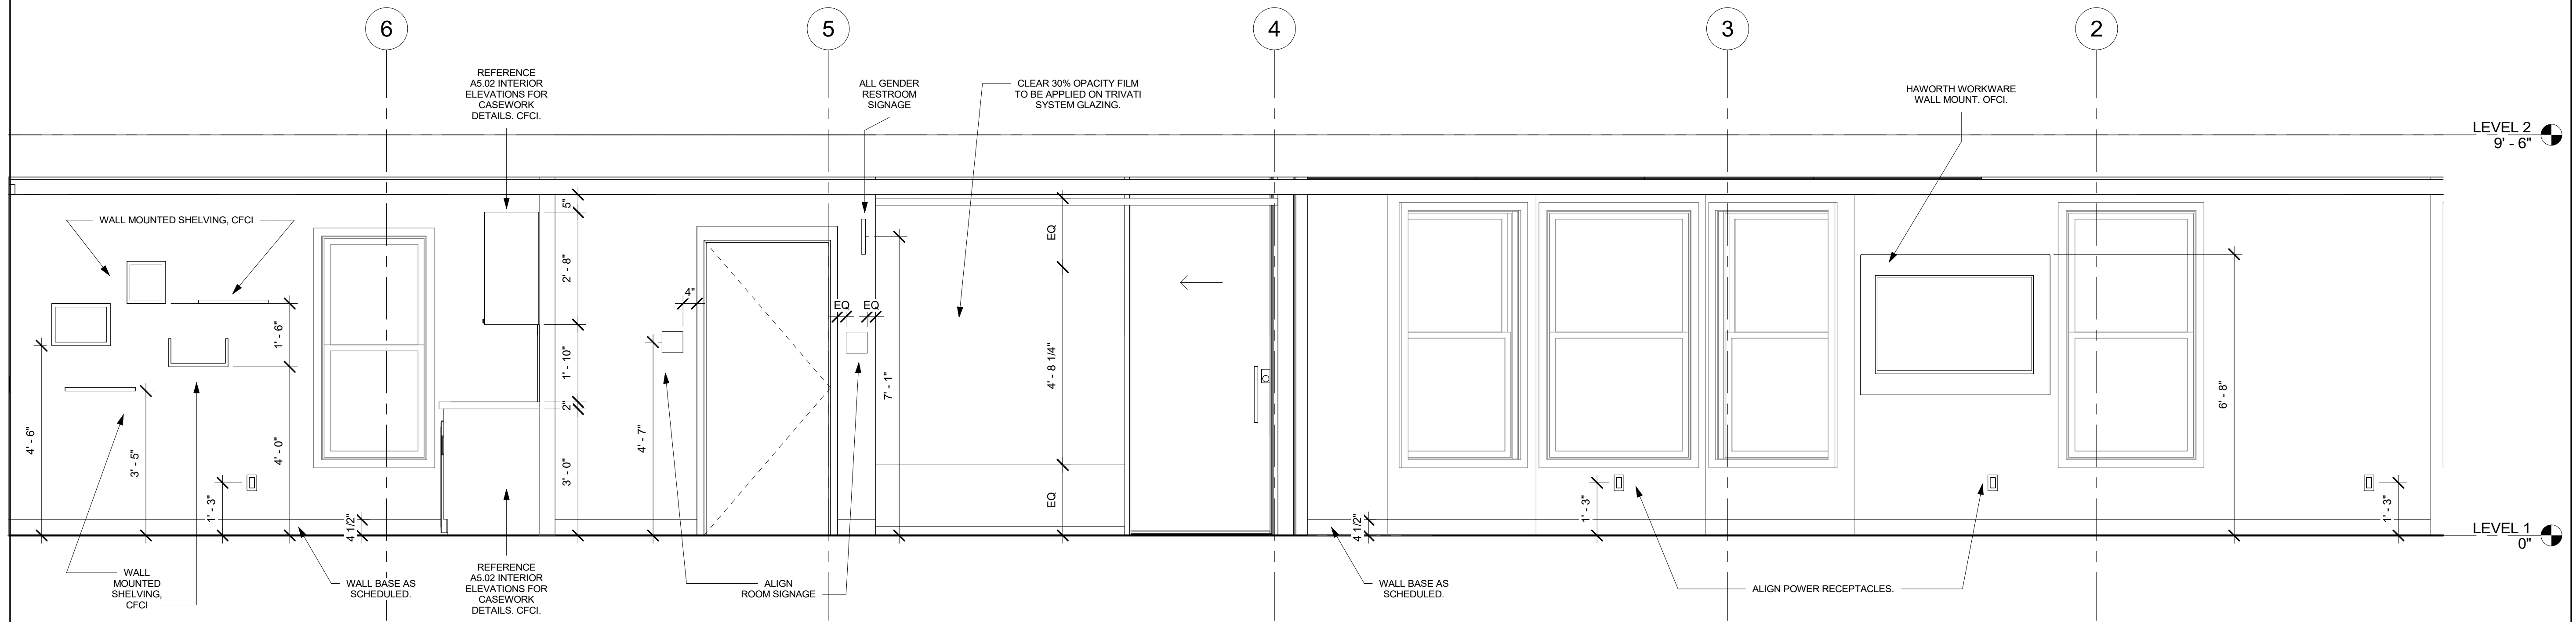 6
5
4
3
2
REFERENCE
A5.02 INTERIOR
ELEVATIONS FOR
CASEWORK
DETAILS. CFCI.
ALL GENDER
RESTROOM
SIGNAGE
CLEAR 30% OPACITY FILM
TO BE APPLIED ON TRIVATI
SYSTEM GLAZING.
HAWORTH WORKWARE
WALL MOUNT. OFCI.
LEVEL 2
9' - 6"
WALL MOUNTED SHELVING, CFCI
5"
2' - 8"
1' - 10"
2"
3' - 0"
4' - 6"
3' - 5"
1' - 3"
1' - 6"
4' - 0"
4 1/2"
4"
4' - 7"
EQ
EQ
7' - 1"
EQ
4' - 8 1/4"
EQ
4 1/2"
1' - 3"
6' - 8"
1' - 3"
LEVEL 1
0"
WALL
MOUNTED
SHELVING,
CFCI
WALL BASE AS
SCHEDULED.
REFERENCE
A5.02 INTERIOR
ELEVATIONS FOR
CASEWORK
DETAILS. CFCI.
ALIGN
ROOM SIGNAGE
WALL BASE AS
SCHEDULED.
ALIGN POWER RECEPTACLES.